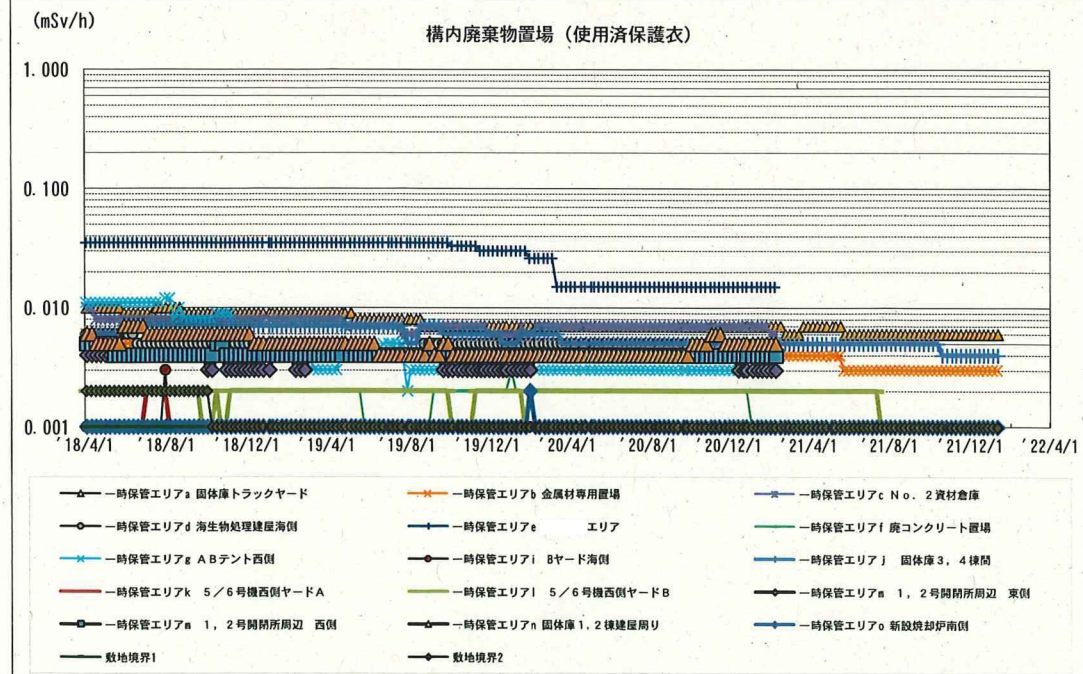 (mSv/h)
構内廃棄物置場（使用済保護衣）
1.000
0.100
0.010
0.001
'18/4/1 '18/8/1 '18/12/1 '19/4/1 '19/8/1 '19/12/1 '20/4/1 '20/8/1 '20/12/1 '21/4/1 '21/8/1 '21/12/1 '22/4/1
一時保管エリアa 固体庫トラックヤード 一時保管エリアb 金属材専用置場 一時保管エリアc No．2資材倉庫
一時保管エリアd 海生物処理建屋海側 一時保管エリアe エリア 一時保管エリアf 廃コンクリート置場
一時保管エリアg ABテント西側 一時保管エリアi Bヤード海側 一時保管エリアj 固体庫3，4棟間
一時保管エリアk 5／6号機西側ヤードA 一時保管エリアl 5／6号機西側ヤードB 一時保管エリアm 1，2号開閉所周辺 東側
一時保管エリアm 1，2号開閉所周辺 西側 一時保管エリアn 固体庫1,2棟建屋周り 一時保管エリアo 新設焼却炉南側
敷地境界1 敷地境界2